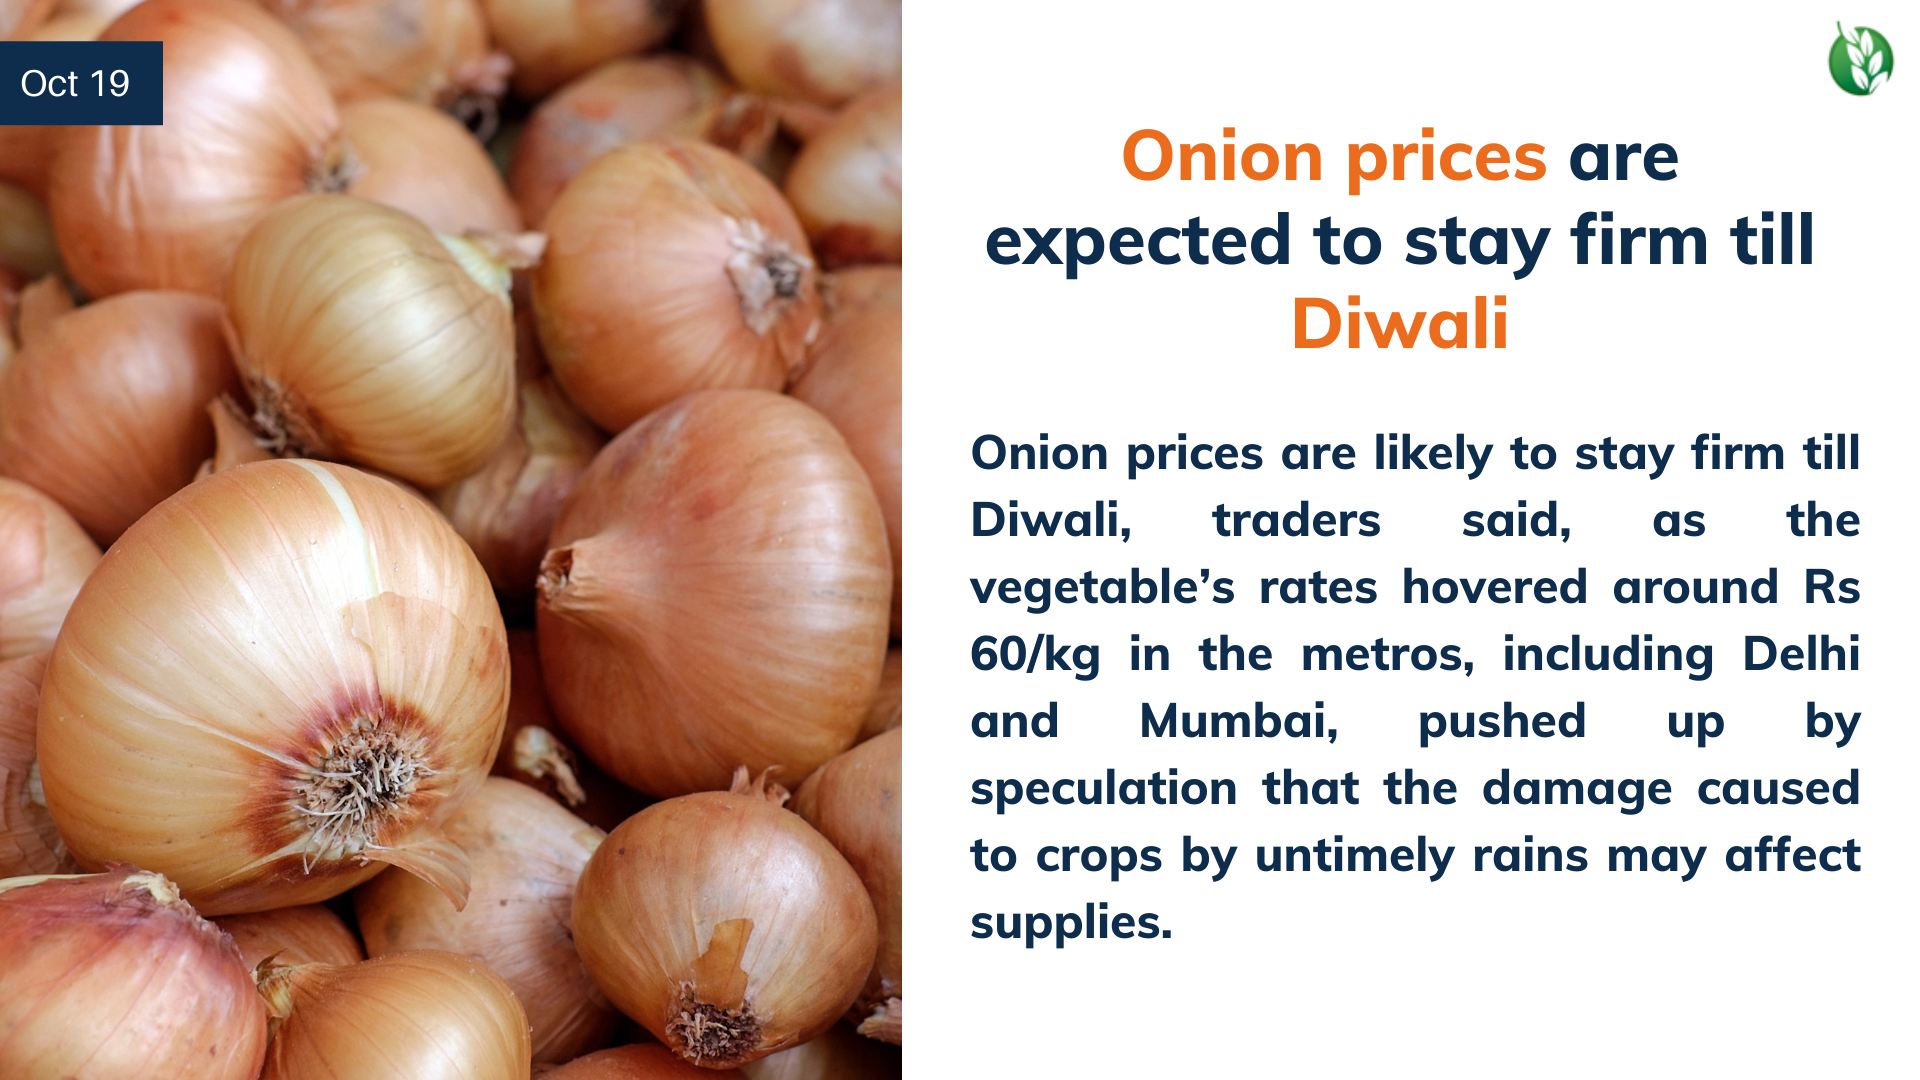 Oct 19
Onion prices are
expected to stay firm till
Diwali
Onion prices are likely to stay firm till
Diwali, traders said, as the
vegetable’s rates hovered around Rs
60/kg in the metros, including Delhi
and Mumbai, pushed up by
speculation that the damage caused
to crops by untimely rains may affect
supplies.